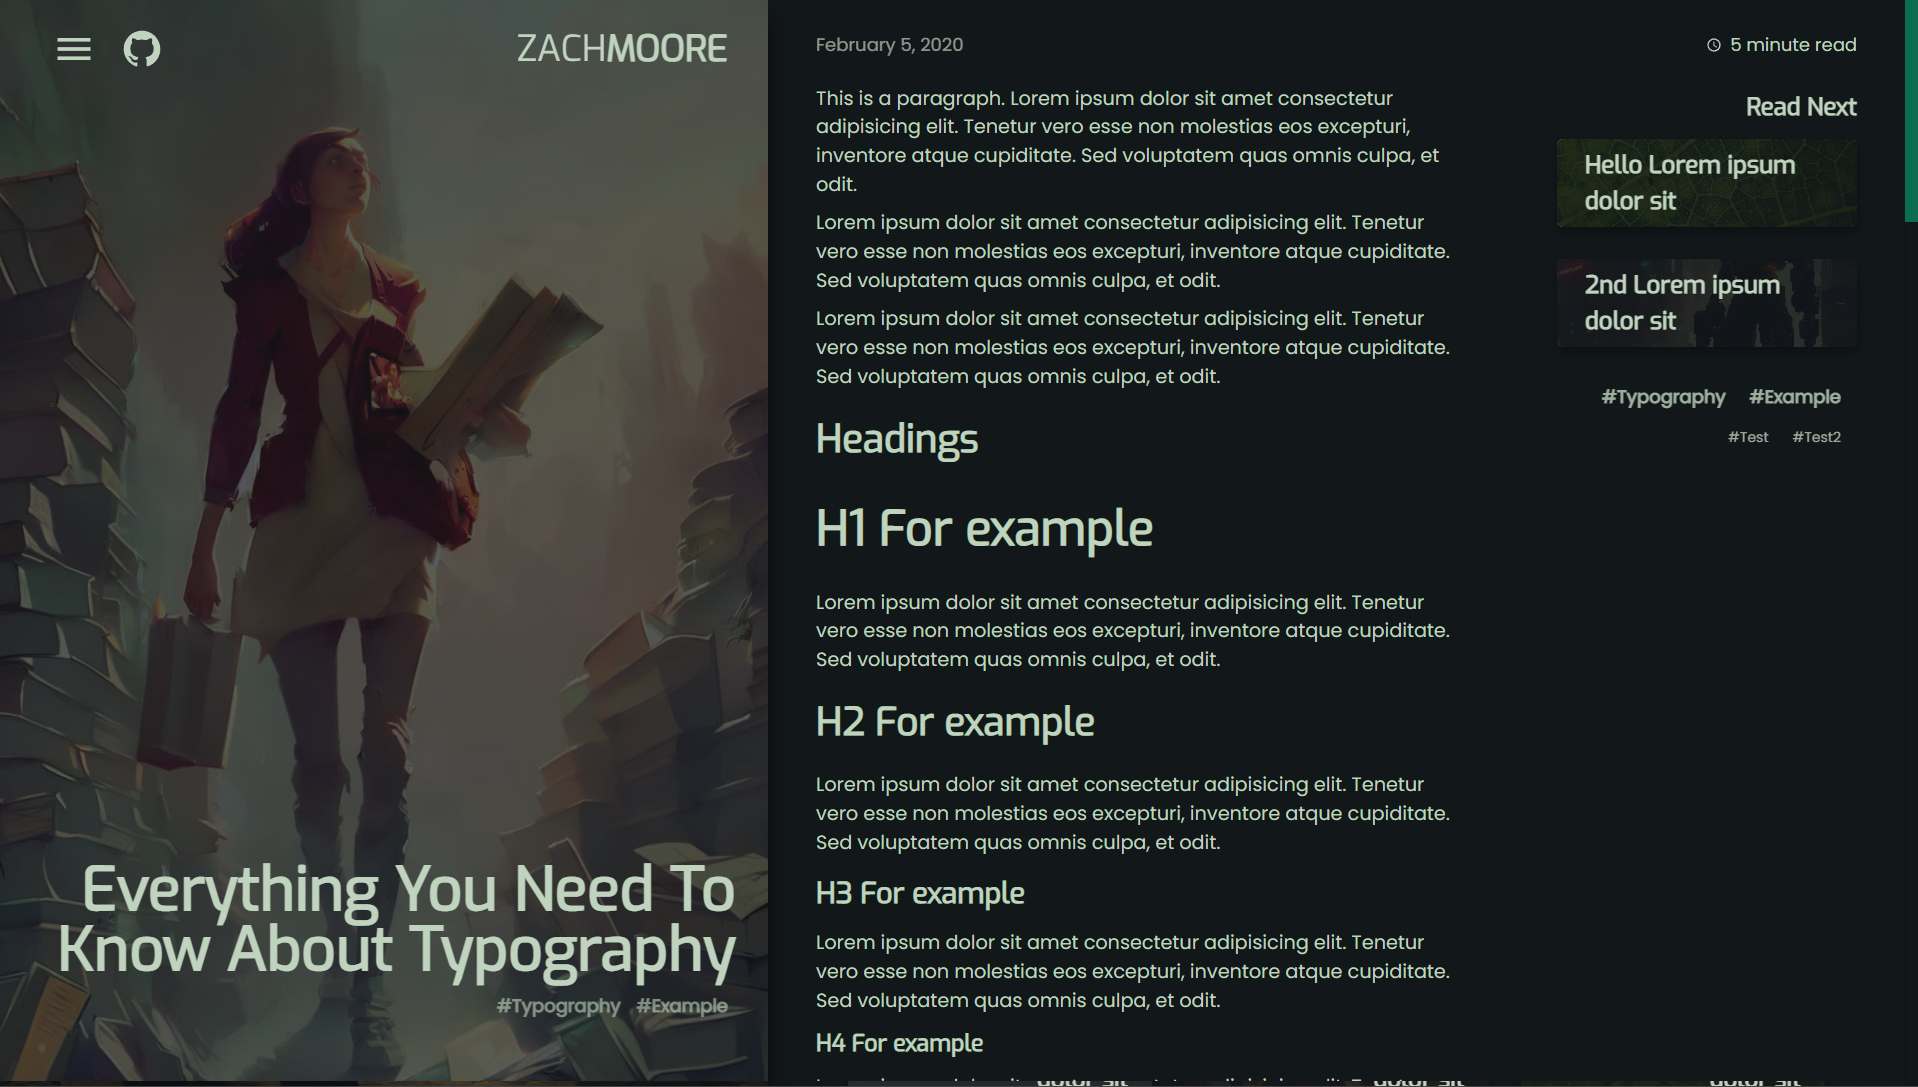 ZACHMOORE
Everything You Need To
Know About Typography
#Typography #Example
February 5, 2020
5 minute read
This is a paragraph. Lorem ipsum dolor sit amet consectetur
adipisicing elit. Tenetur vero esse non molestias eos excepturi,
inventore atque cupiditate. Sed voluptatem quas omnis culpa, et
odit.
Lorem ipsum dolor sit amet consectetur adipisicing elit. Tenetur
vero esse non molestias eos excepturi, inventore atque cupiditate.
Sed voluptatem quas omnis culpa, et odit.
Lorem ipsum dolor sit amet consectetur adipisicing elit. Tenetur
vero esse non molestias eos excepturi, inventore atque cupiditate.
Sed voluptatem quas omnis culpa, et odit.
Headings
H1 For example
Lorem ipsum dolor sit amet consectetur adipisicing elit. Tenetur
vero esse non molestias eos excepturi, inventore atque cupiditate.
Sed voluptatem quas omnis culpa, et odit.
H2 For example
Lorem ipsum dolor sit amet consectetur adipisicing elit. Tenetur
vero esse non molestias eos excepturi, inventore atque cupiditate.
Sed voluptatem quas omnis culpa, et odit.
H3 For example
Lorem ipsum dolor sit amet consectetur adipisicing elit. Tenetur
vero esse non molestias eos excepturi, inventore atque cupiditate.
Sed voluptatem quas omnis culpa, et odit.
H4 For example
Read Next
Hello Lorem ipsum
dolor sit
2nd Lorem ipsum
dolor sit
#Typography #Example
#Test #Test2